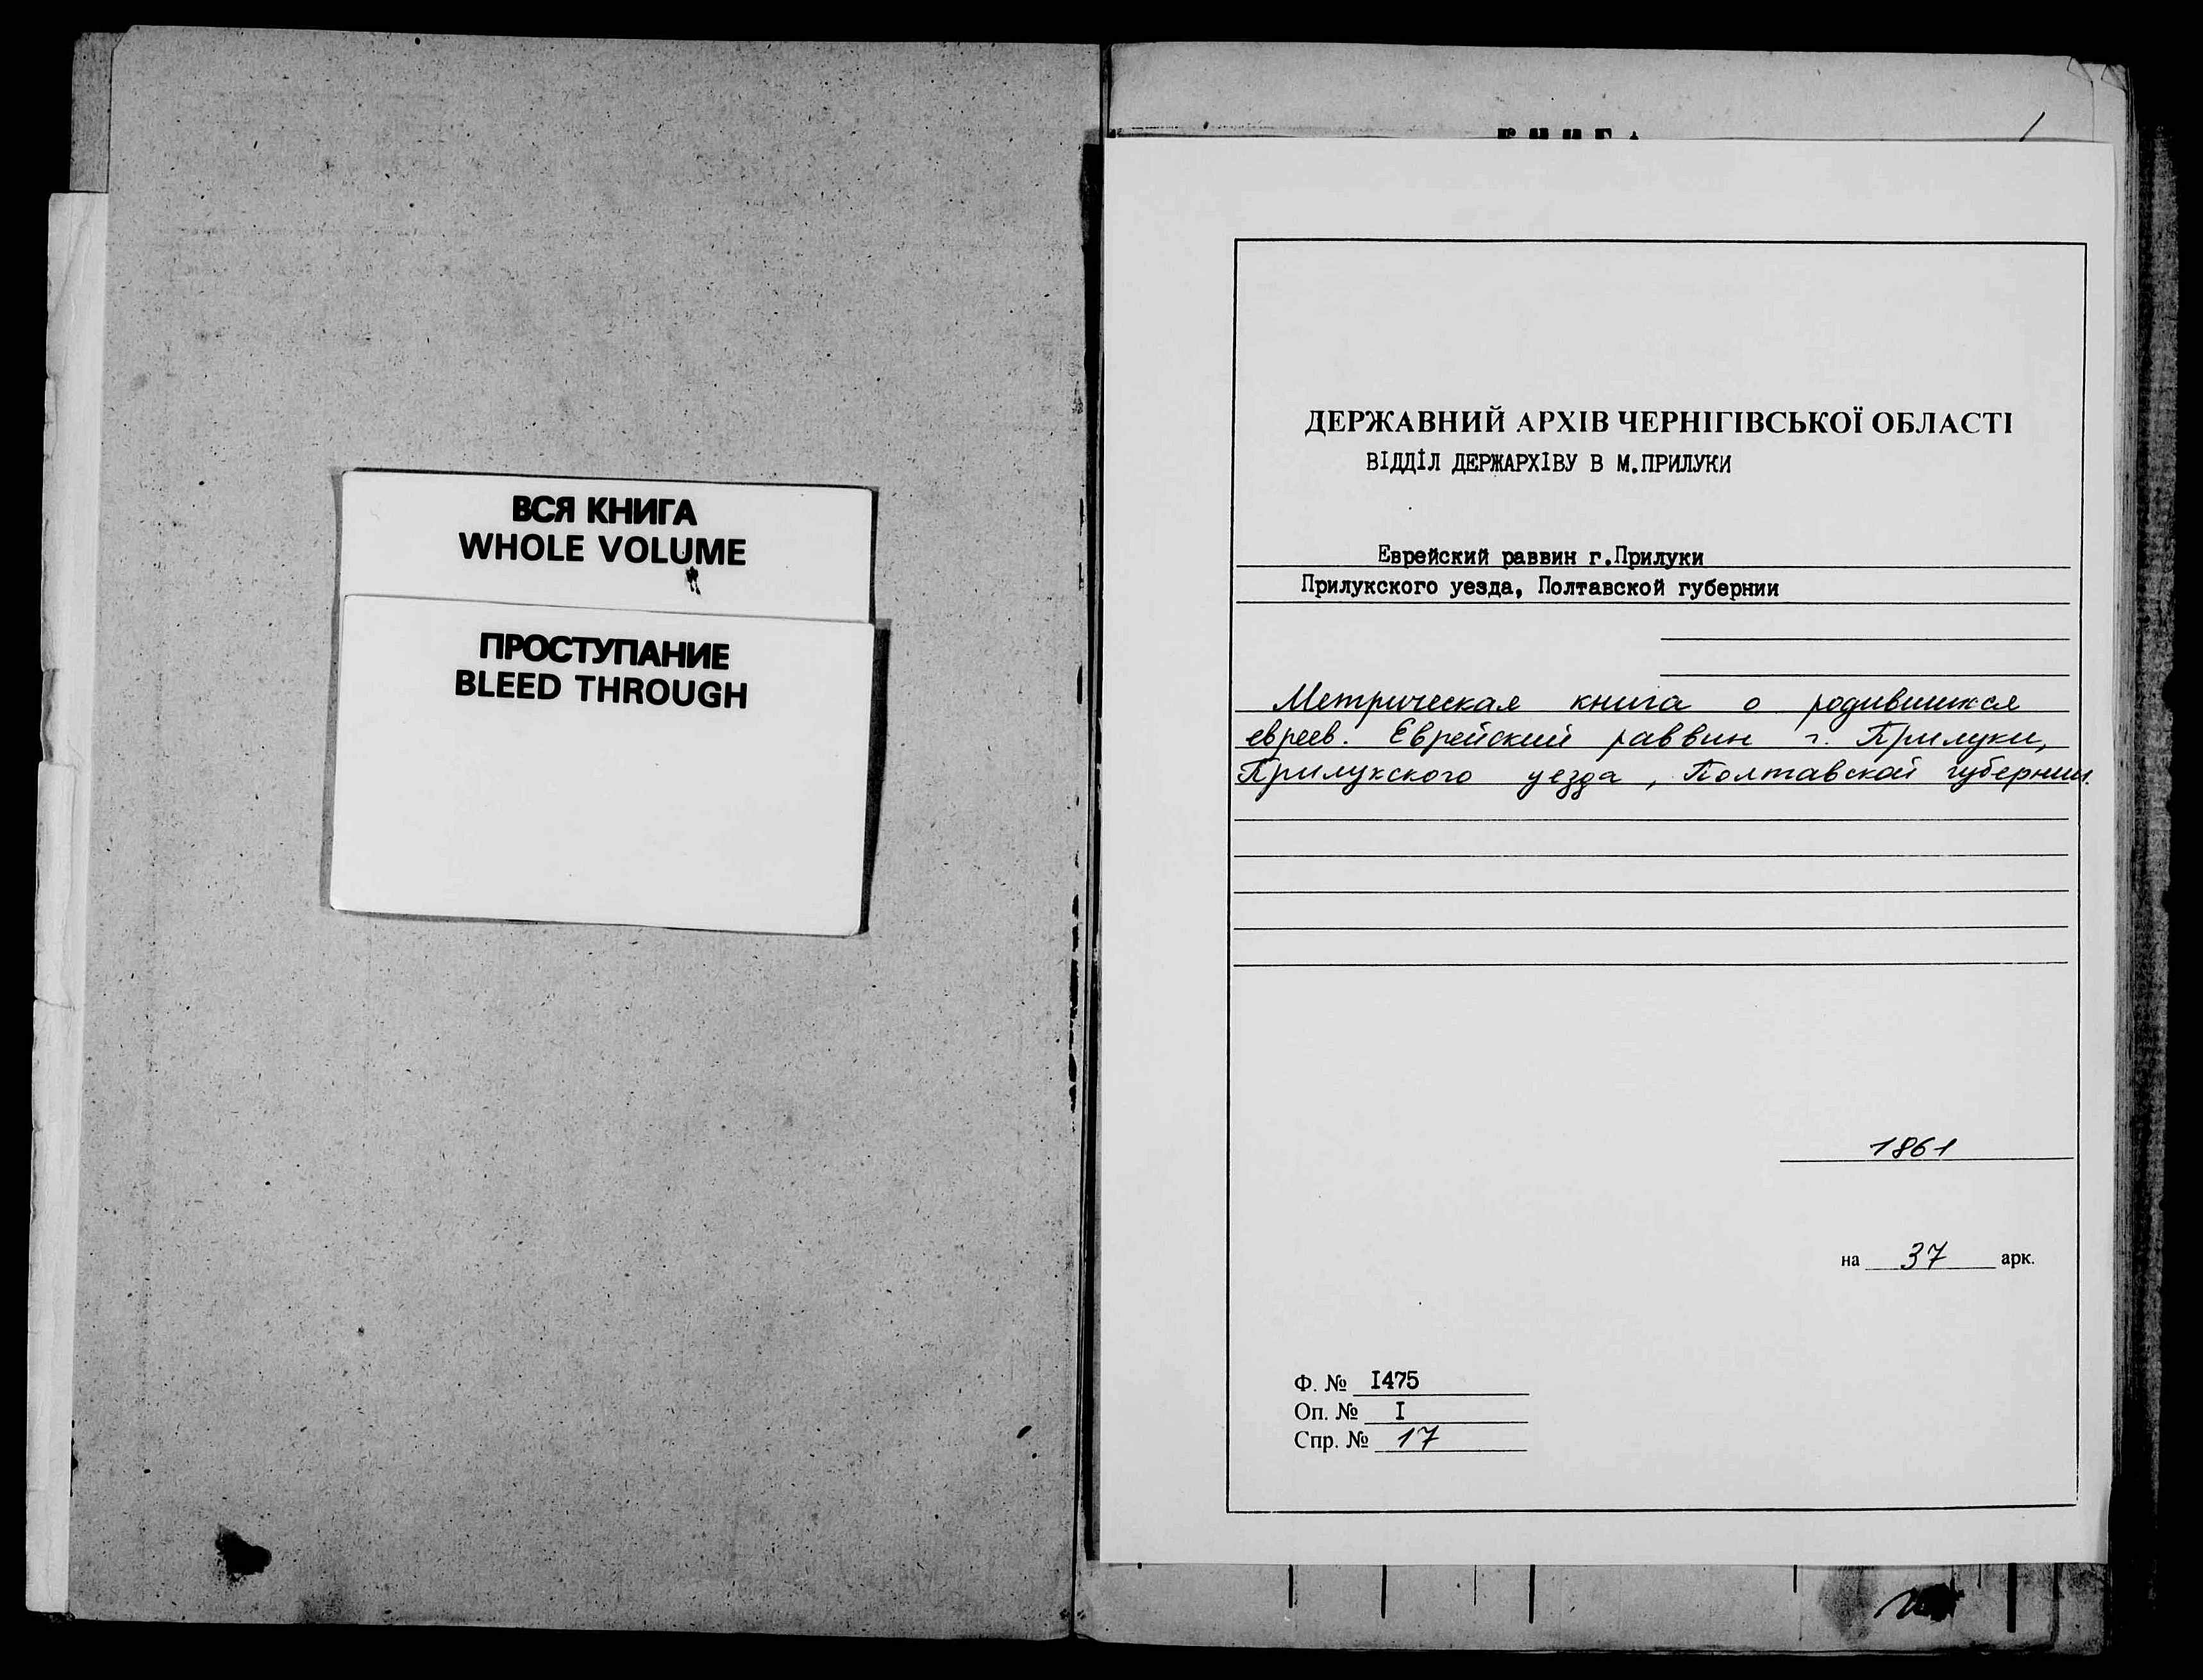 ВСЯ КНИГА
WHOLE VOLUME
ПРОСТУПАНИЕ
BLEED THROUGH
1
ДЕРЖАВНИЙ АРХІВ ЧЕРНІГІВСЬКОЇ ОБЛАСТІ
ВІДДІЛ ДЕРЖАРХІВУ В М.ПРИЛУКИ
Еврейский раввин г.Прилуки
Прилукского уезда, Полтавской губернии
Метрическая книга о родившихся
евреев. Еврейский раввин г. Прилуки,
Прилукского уезда, Полтавской губернии.
1861
на 37 арк.
Ф. № I475
Оп. № I
Спр. № 17